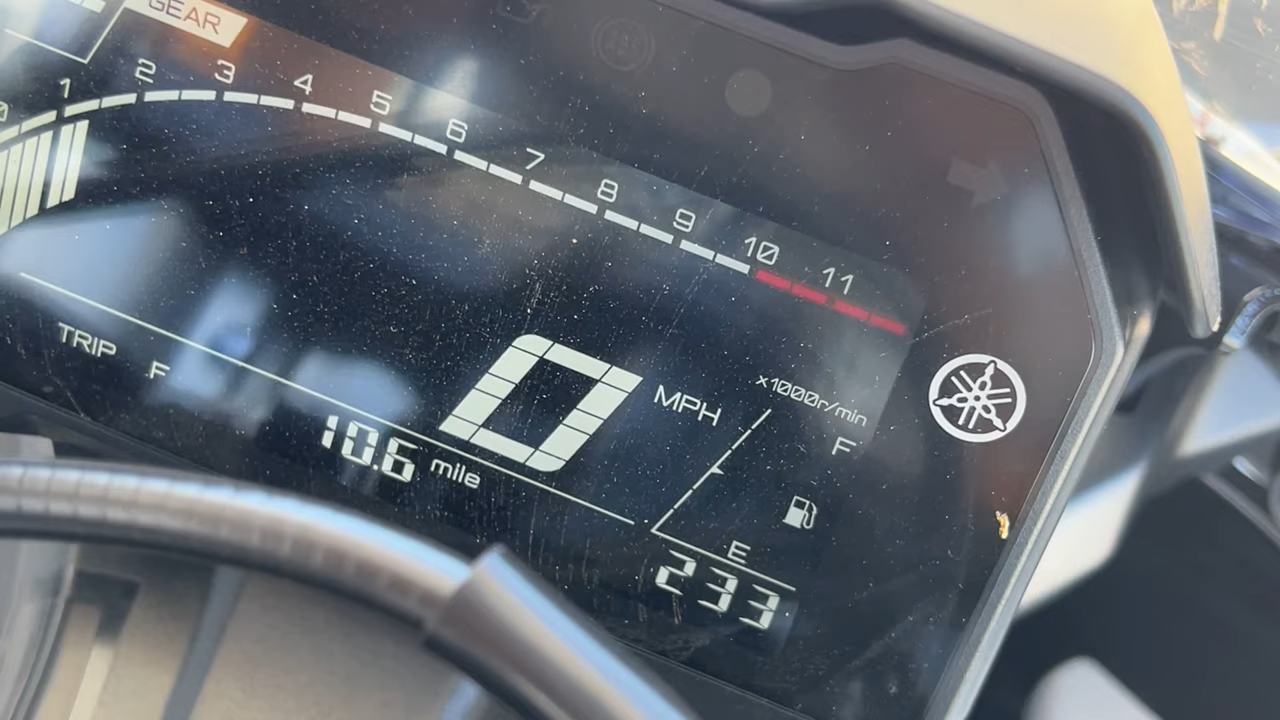 GEAR
0 1 2 3 4 5 6 7 8 9 10 11
x1000r/min
0 MPH
TRIP F
10.6 mile
F
E
233